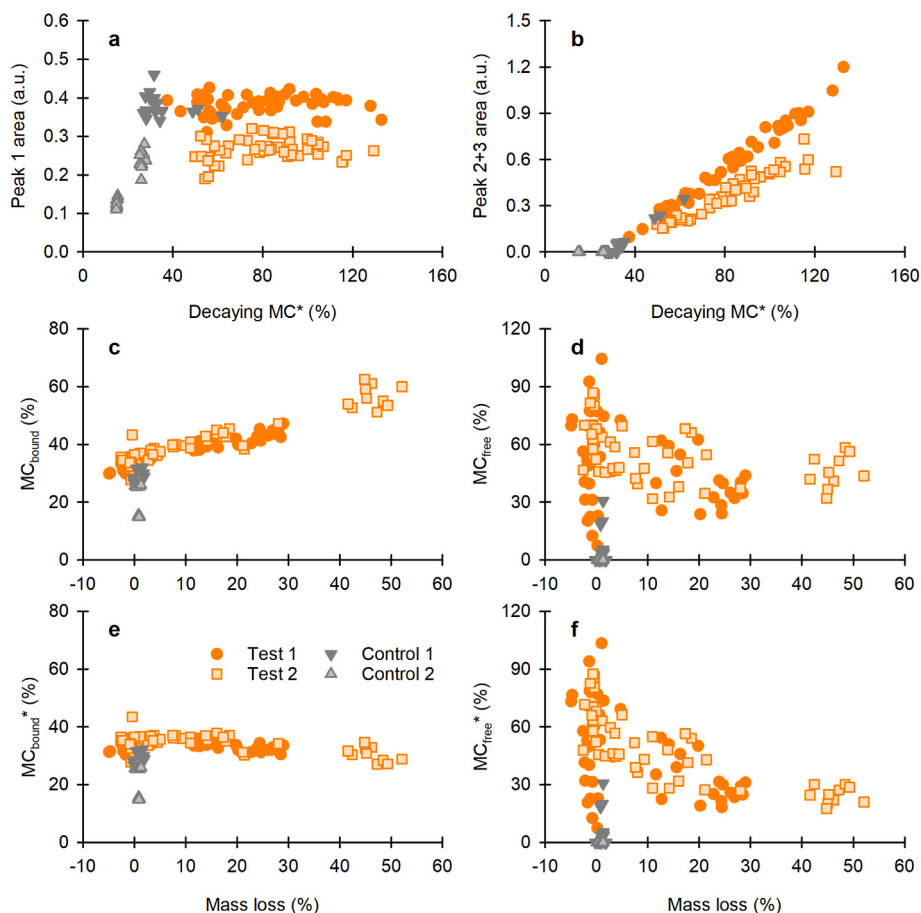 a
Peak 1 area (a.u.)
0.6
0.5
0.4
0.3
0.2
0.1
0.0
0 40 80 120 160
Decaying MC* (%)
b
Peak 2+3 area (a.u.)
1.5
1.2
0.9
0.6
0.3
0.0
0 40 80 120 160
Decaying MC* (%)
c
MCbound (%)
80
60
40
20
0
-10 0 10 20 30 40 50 60
d
MCfree (%)
120
90
60
30
0
-10 0 10 20 30 40 50 60
e
Test 1 Control 1
Test 2 Control 2
MCbound* (%)
80
60
40
20
0
-10 0 10 20 30 40 50 60
Mass loss (%)
f
MCfree* (%)
120
90
60
30
0
-10 0 10 20 30 40 50 60
Mass loss (%)